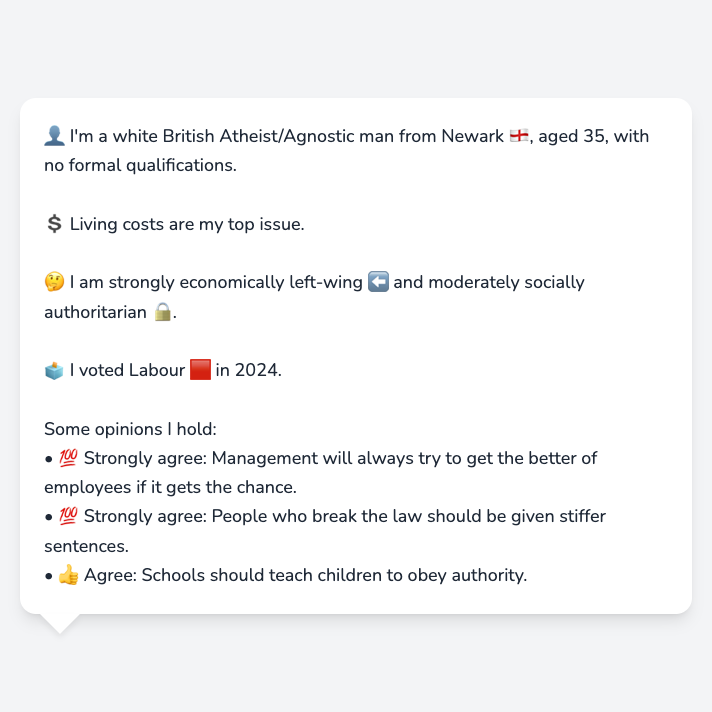 👤 I'm a white British Atheist/Agnostic man from Newark 🏴󠁧󠁢󠁥󠁮󠁧󠁿, aged 35, with
no formal qualifications.
💲 Living costs are my top issue.
🤔 I am strongly economically left-wing ⬅️ and moderately socially
authoritarian 🔒.
🗳️ I voted Labour 🟥 in 2024.
Some opinions I hold:
• 💯 Strongly agree: Management will always try to get the better of
employees if it gets the chance.
• 💯 Strongly agree: People who break the law should be given stiffer
sentences.
• 👍 Agree: Schools should teach children to obey authority.